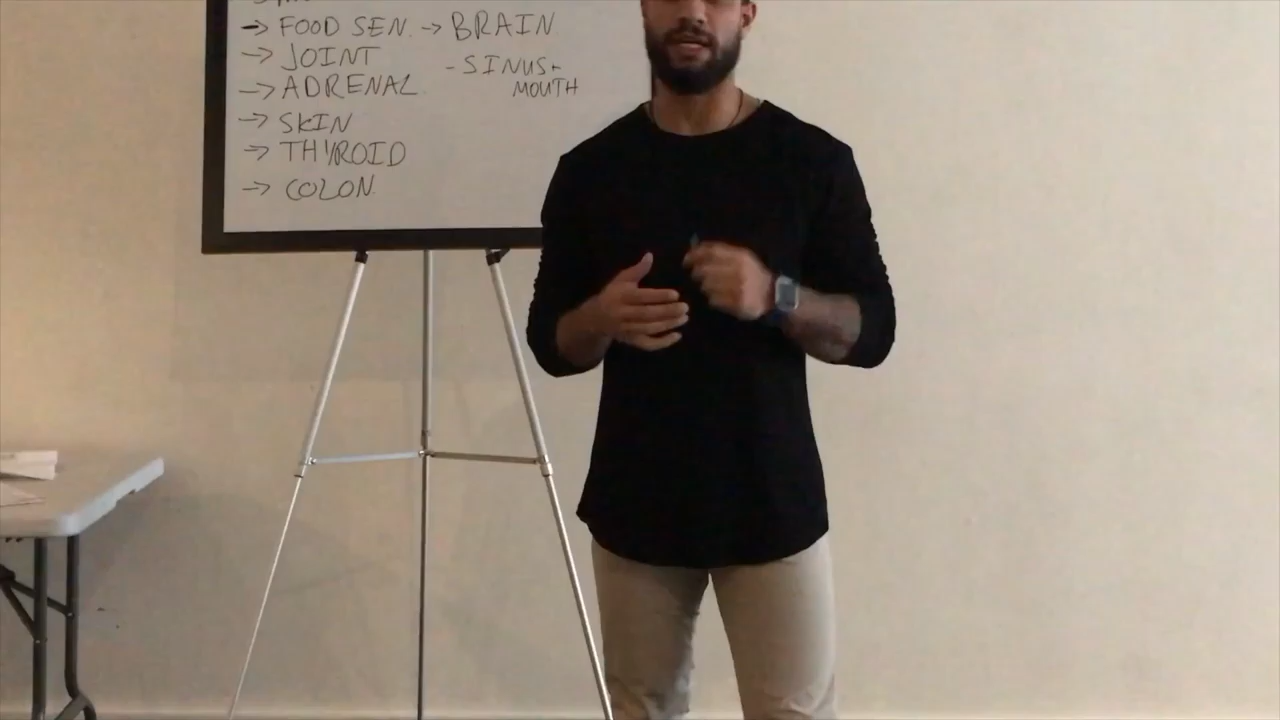 → FOOD SEN. → BRAIN
→ JOINT
- SINUS+
→ ADRENAL
MOUTH
→ SKIN
→ THYROID
→ COLON